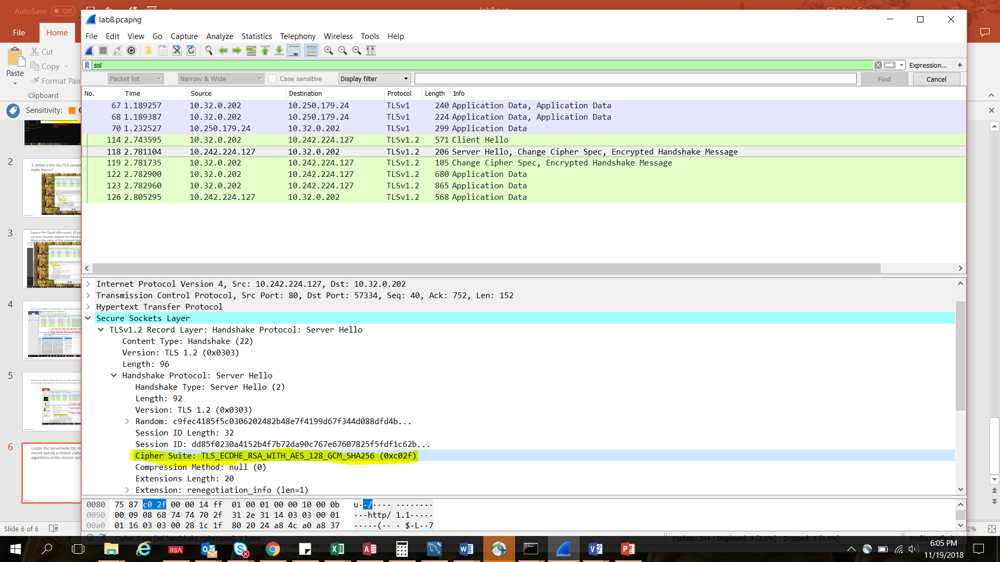 AutoSave Off
File Home
Cut
Copy
Paste
Format Pain
Clipboard
Sensitivity:
lab8.pcapng
File Edit View Go Capture Analyze Statistics Telephony Wireless Tools Help
ssl
Expression... +
Packet list Narrow & Wide Case sensitive Display filter Find Cancel
No. Time Source Destination Protocol Length Info
67 1.189257 10.32.0.202 10.250.179.24 TLSv1 240 Application Data, Application Data
68 1.189387 10.32.0.202 10.250.179.24 TLSv1 224 Application Data, Application Data
70 1.232527 10.250.179.24 10.32.0.202 TLSv1 299 Application Data
114 2.743595 10.32.0.202 10.242.224.127 TLSv1.2 571 Client Hello
118 2.781104 10.242.224.127 10.32.0.202 TLSv1.2 206 Server Hello, Change Cipher Spec, Encrypted Handshake Message
119 2.781735 10.32.0.202 10.242.224.127 TLSv1.2 105 Change Cipher Spec, Encrypted Handshake Message
122 2.782900 10.32.0.202 10.242.224.127 TLSv1.2 680 Application Data
123 2.782960 10.32.0.202 10.242.224.127 TLSv1.2 865 Application Data
126 2.805295 10.242.224.127 10.32.0.202 TLSv1.2 568 Application Data
2
1. What is the SSL/TLS version
Hello frame?
3
Expand the ClientHello record. (If you
records, expand the frame t
What is the value of the content type
4
5
6
Locate the ServerHello SSL re
record specify a chosen ciphe
algorithms in the chosen ciph
Internet Protocol Version 4, Src: 10.242.224.127, Dst: 10.32.0.202
Transmission Control Protocol, Src Port: 80, Dst Port: 57334, Seq: 40, Ack: 752, Len: 152
Hypertext Transfer Protocol
Secure Sockets Layer
TLSv1.2 Record Layer: Handshake Protocol: Server Hello
Content Type: Handshake (22)
Version: TLS 1.2 (0x0303)
Length: 96
Handshake Protocol: Server Hello
Handshake Type: Server Hello (2)
Length: 92
Version: TLS 1.2 (0x0303)
Random: c9fec4185f5c0306202482b48e7f4199d67f344d088dfd4b...
Session ID Length: 32
Session ID: dd85f0230a4152b4f7b72da90c767e67607825f5fdf1c62b...
Cipher Suite: TLS_ECDHE_RSA_WITH_AES_128_GCM_SHA256 (0xc02f)
Compression Method: null (0)
Extensions Length: 20
Extension: renegotiation_info (len=1)
0080 75 87 c0 2f 00 00 14 ff 01 00 01 00 00 10 00 0b u··/···· ········
0090 00 09 08 68 74 74 70 2f 31 2e 31 14 03 03 00 01 ···http/ 1.1·····
00a0 01 16 03 03 00 28 1c 1f 80 20 24 a8 4c a0 a8 37 ·····(·· · $·L··7
Cipher Suite (ssl.handshake.ciphersuite), 2 bytes
Packets: 344 · Displayed: 9 (2.6%) · Dropped: 0 (0.0%)
Profile: Default
Slide 6 of 6
2%
RSA
6:05 PM
11/19/2018